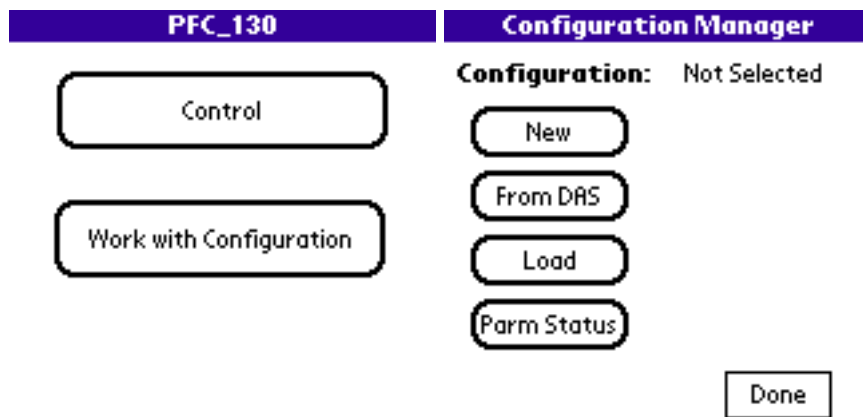 PFC_130
Control
Work with Configuration
Configuration Manager
Configuration: Not Selected
New
From DAS
Load
Parm Status
Done